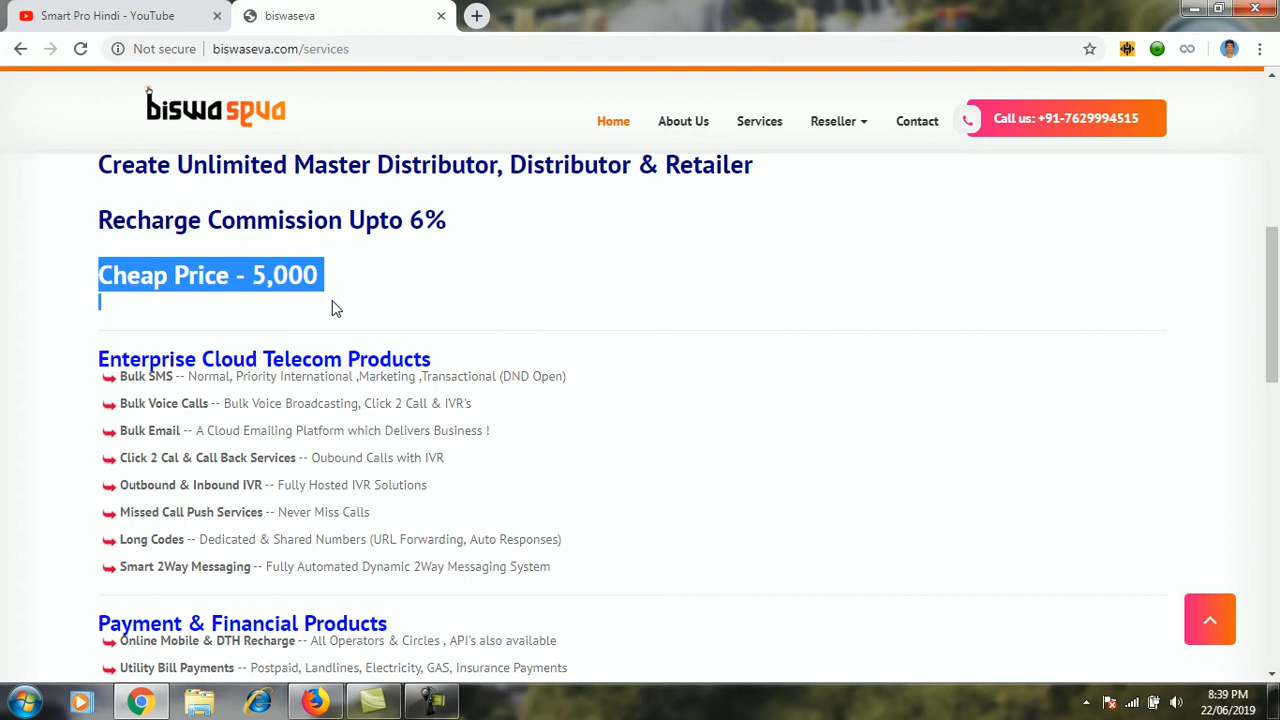 Smart Pro Hindi - YouTube
biswaseva
Not secure
biswaseva.com/services
biswa seva
Home
About Us
Services
Reseller
Contact
Call us: +91-7629994515
Create Unlimited Master Distributor, Distributor & Retailer
Recharge Commission Upto 6%
Cheap Price - 5,000
Enterprise Cloud Telecom Products
Bulk SMS -- Normal, Priority International ,Marketing ,Transactional (DND Open)
Bulk Voice Calls -- Bulk Voice Broadcasting, Click 2 Call & IVR's
Bulk Email -- A Cloud Emailing Platform which Delivers Business !
Click 2 Cal & Call Back Services -- Oubound Calls with IVR
Outbound & Inbound IVR -- Fully Hosted IVR Solutions
Missed Call Push Services -- Never Miss Calls
Long Codes -- Dedicated & Shared Numbers (URL Forwarding, Auto Responses)
Smart 2Way Messaging -- Fully Automated Dynamic 2Way Messaging System
Payment & Financial Products
Online Mobile & DTH Recharge -- All Operators & Circles , API's also available
Utility Bill Payments -- Postpaid, Landlines, Electricity, GAS, Insurance Payments
8:39 PM
22/06/2019